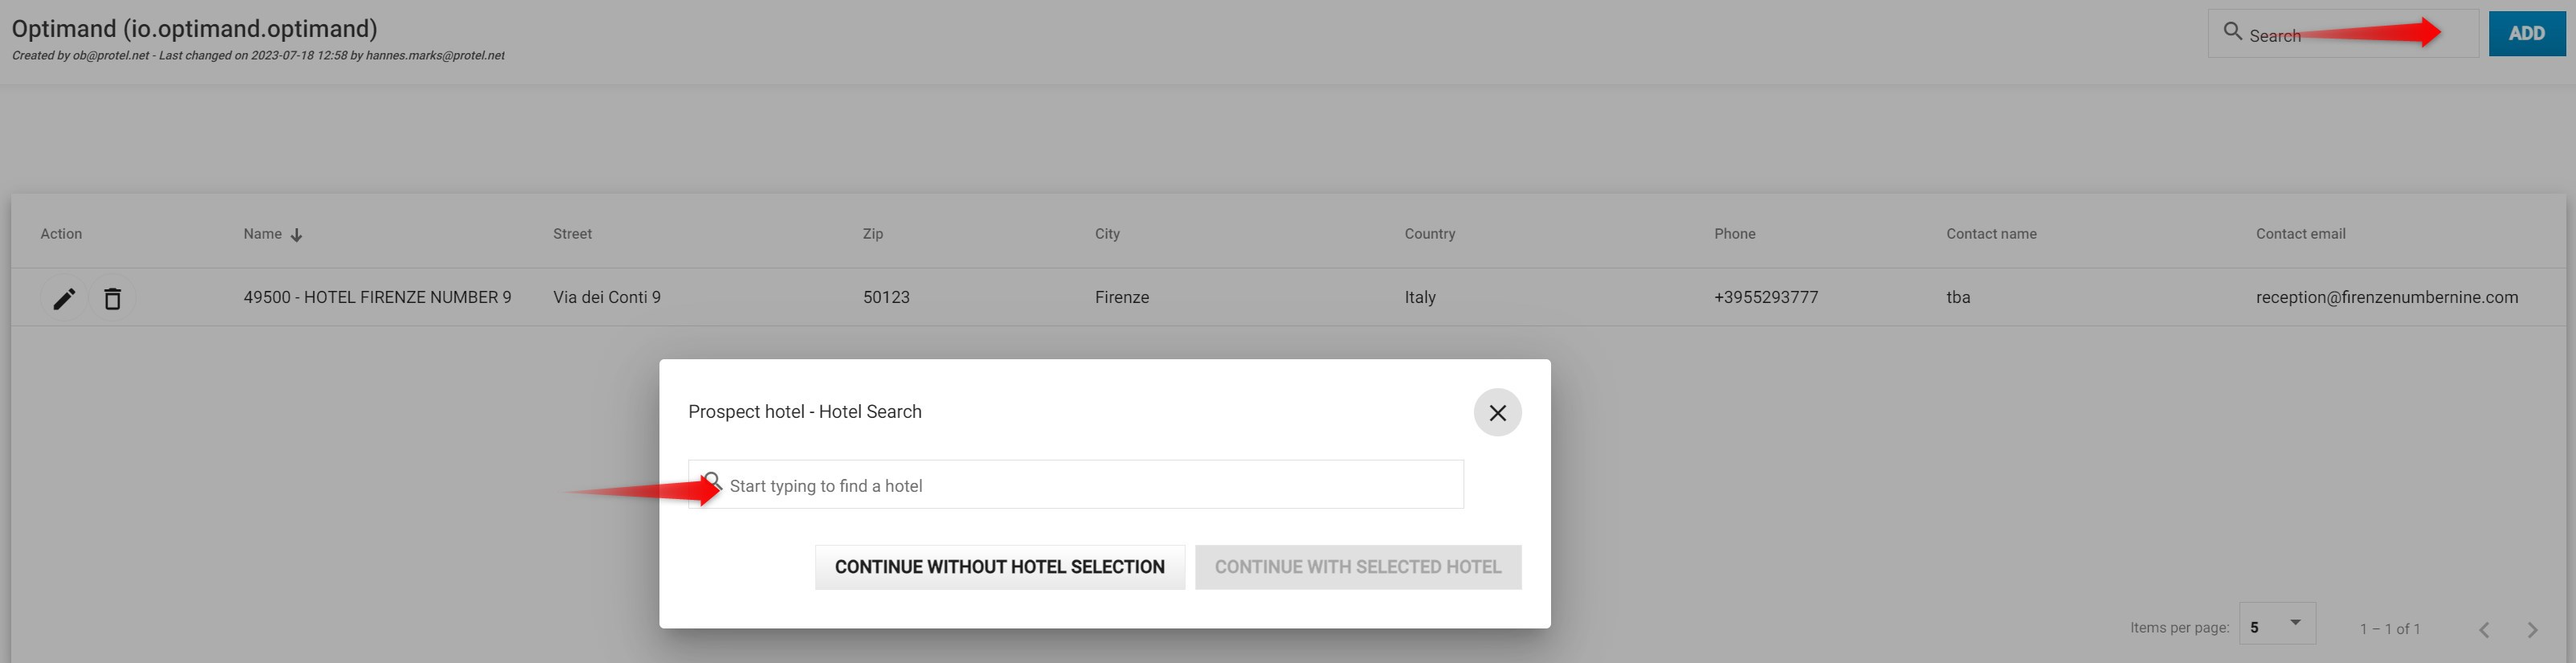 Optimand (io.optimand.optimand)
Created by ob@protel.net - Last changed on 2023-07-18 12:58 by hannes.marks@protel.net
Search
ADD
Action Name Street Zip City Country Phone Contact name Contact email
49500 - HOTEL FIRENZE NUMBER 9 Via dei Conti 9 50123 Firenze Italy +3955293777 tba reception@firenzenumbernine.com
Prospect hotel - Hotel Search
Start typing to find a hotel
CONTINUE WITHOUT HOTEL SELECTION CONTINUE WITH SELECTED HOTEL
Items per page: 5 1 – 1 of 1